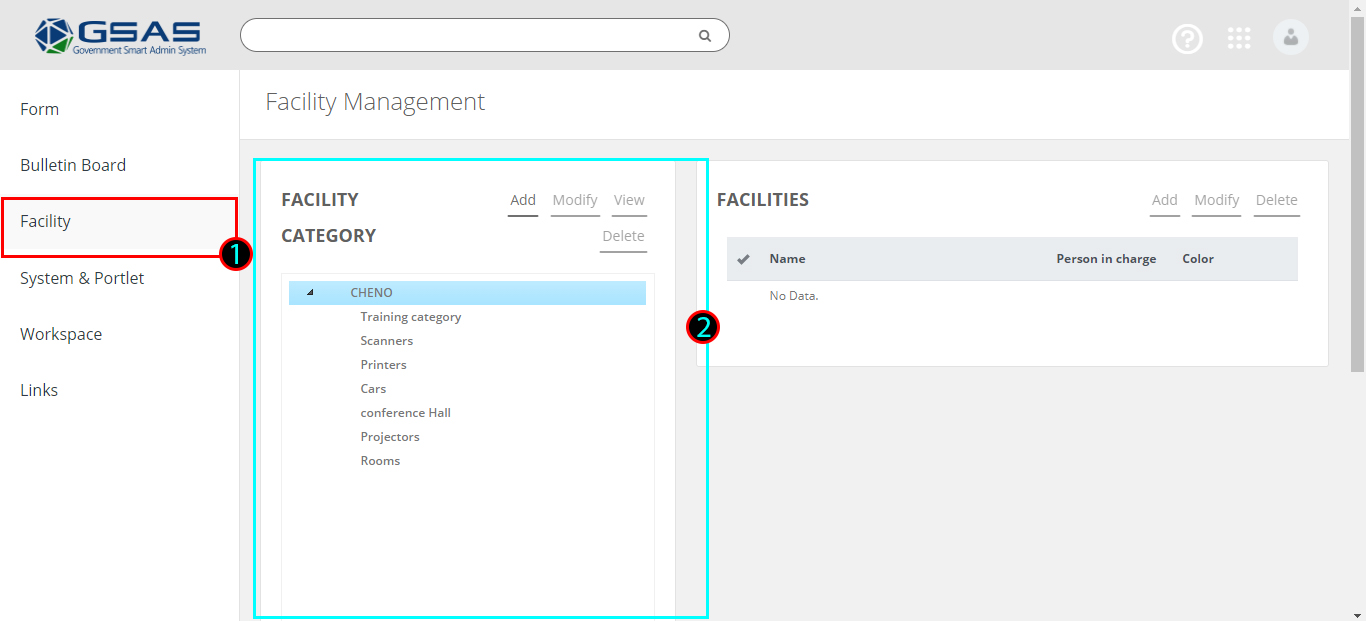 GSAS
Government Smart Admin System
Form
Bulletin Board
Facility
1
System & Portlet
Workspace
Links
Facility Management
FACILITY CATEGORY
Add Modify View
Delete
CHENO
Training category
Scanners
Printers
Cars
conference Hall
Projectors
Rooms
2
FACILITIES
Add Modify Delete
Name Person in charge Color
No Data.